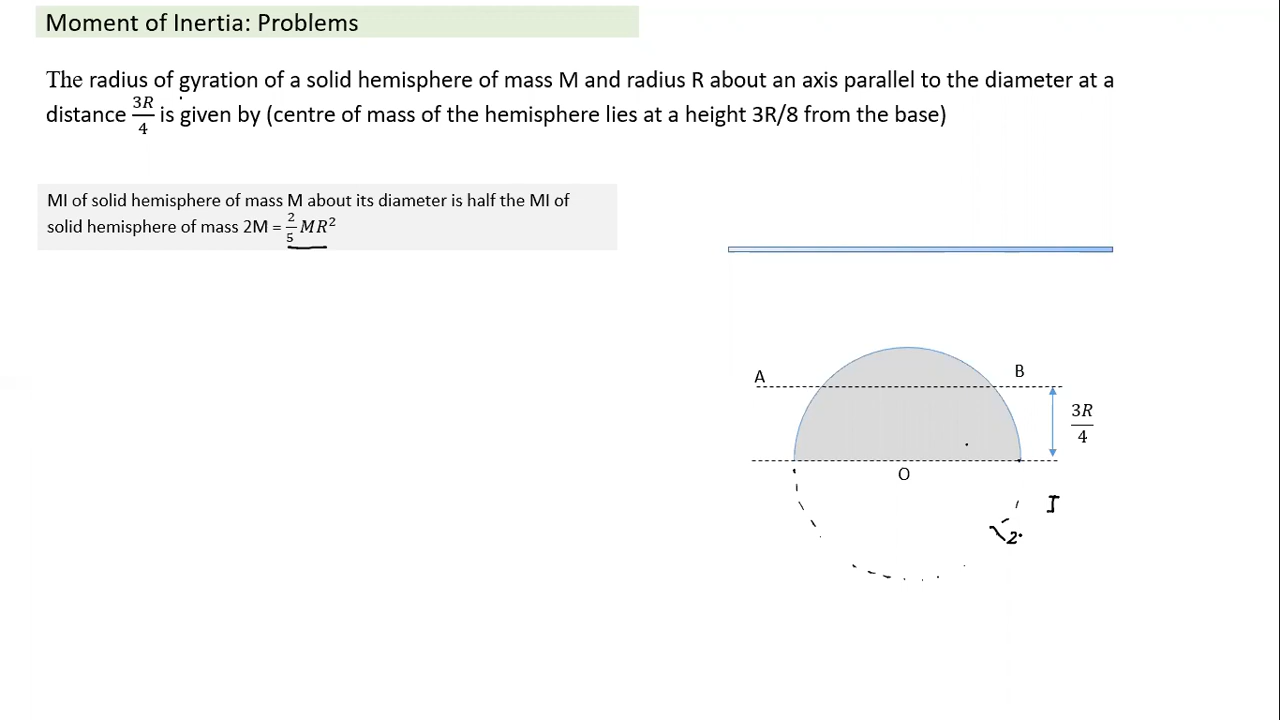 Moment of Inertia: Problems
The radius of gyration of a solid hemisphere of mass M and radius R about an axis parallel to the diameter at a
distance 3R/4 is given by (centre of mass of the hemisphere lies at a height 3R/8 from the base)
MI of solid hemisphere of mass M about its diameter is half the MI of
solid hemisphere of mass 2M = 2/5 MR²
A
B
3R/4
O
I
2